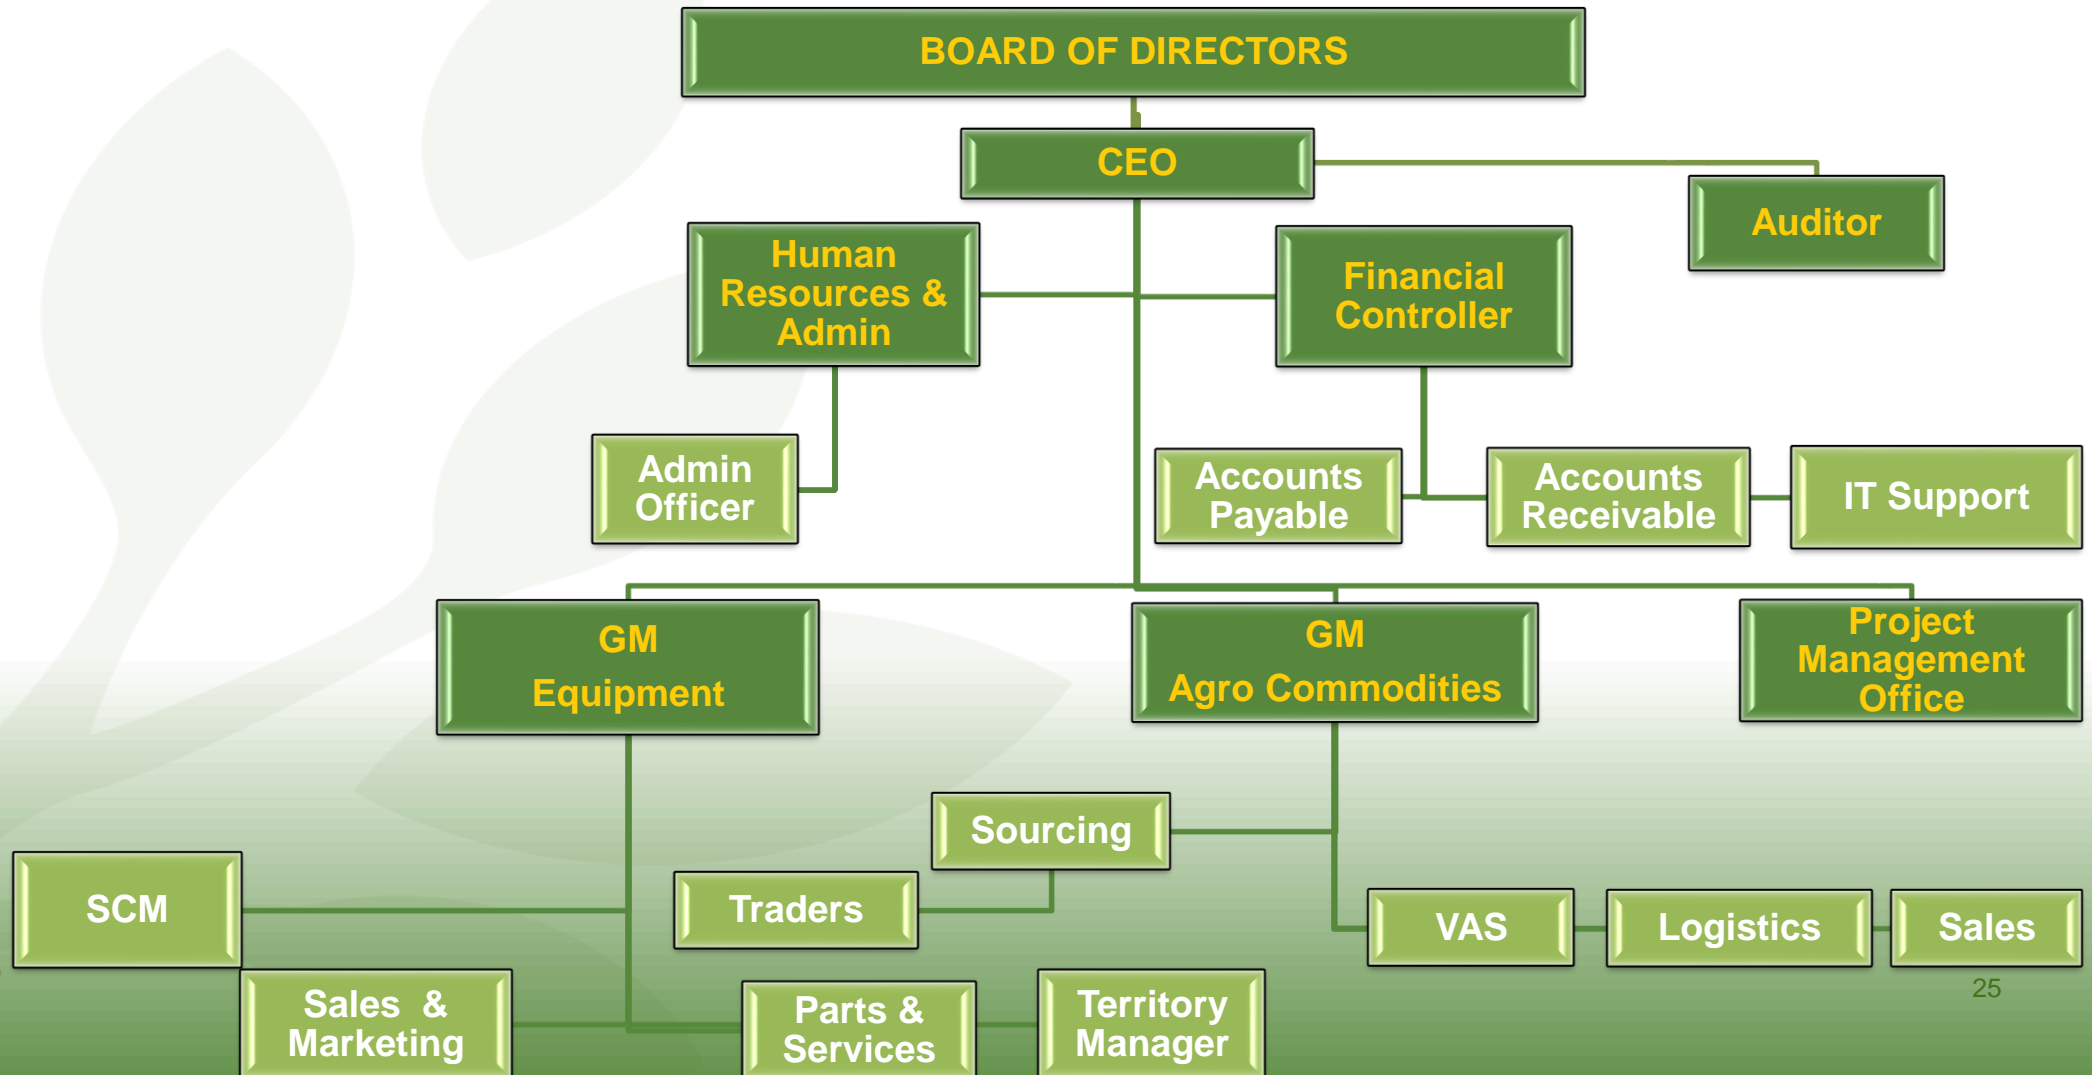 BOARD OF DIRECTORS
CEO
Auditor
Human
Resources &
Admin
Financial
Controller
Admin
Officer
Accounts
Payable
Accounts
Receivable
IT Support
GM
Equipment
GM
Agro Commodities
Project
Management
Office
Sourcing
SCM
Traders
VAS
Logistics
Sales
Sales & 
Marketing
Parts &
Services
Territory
Manager
25